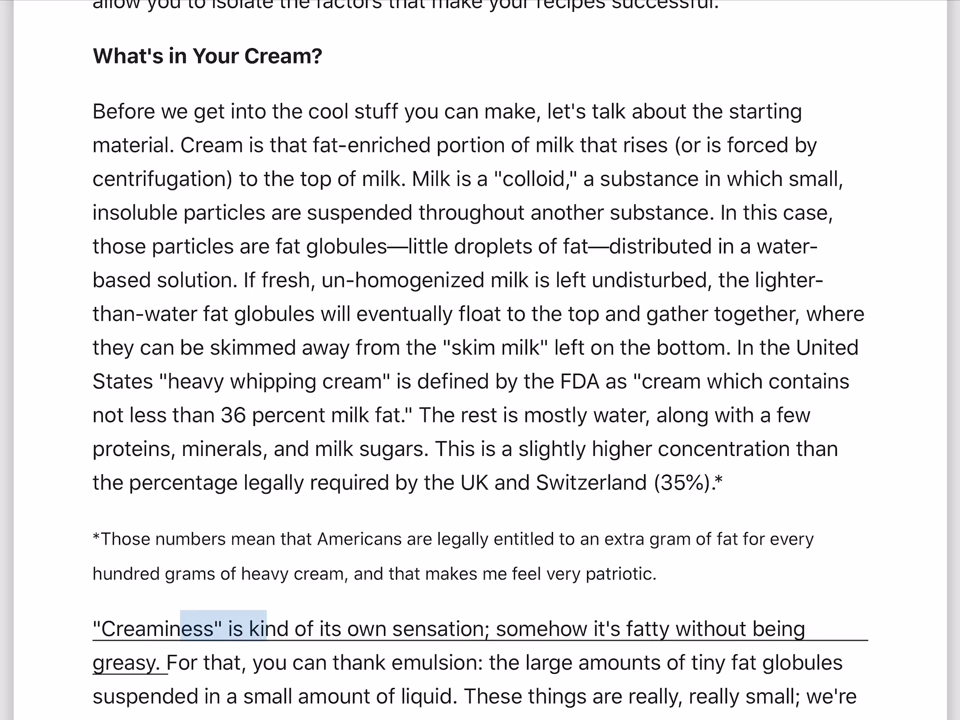 allow you to isolate the factors that make your recipes successful.
What's in Your Cream?
Before we get into the cool stuff you can make, let's talk about the starting
material. Cream is that fat-enriched portion of milk that rises (or is forced by
centrifugation) to the top of milk. Milk is a "colloid," a substance in which small,
insoluble particles are suspended throughout another substance. In this case,
those particles are fat globules—little droplets of fat—distributed in a water-
based solution. If fresh, un-homogenized milk is left undisturbed, the lighter-
than-water fat globules will eventually float to the top and gather together, where
they can be skimmed away from the "skim milk" left on the bottom. In the United
States "heavy whipping cream" is defined by the FDA as "cream which contains
not less than 36 percent milk fat." The rest is mostly water, along with a few
proteins, minerals, and milk sugars. This is a slightly higher concentration than
the percentage legally required by the UK and Switzerland (35%).*
*Those numbers mean that Americans are legally entitled to an extra gram of fat for every
hundred grams of heavy cream, and that makes me feel very patriotic.
"Creaminess" is kind of its own sensation; somehow it's fatty without being
greasy. For that, you can thank emulsion: the large amounts of tiny fat globules
suspended in a small amount of liquid. These things are really, really small; we're